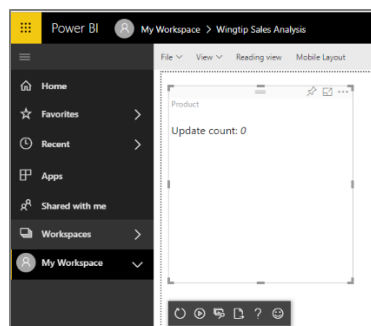 Power BI My Workspace > Wingtip Sales Analysis
File View Reading view Mobile Layout
Home
Favorites
Recent
Apps
Shared with me
Workspaces
My Workspace
Product
Update count: 0